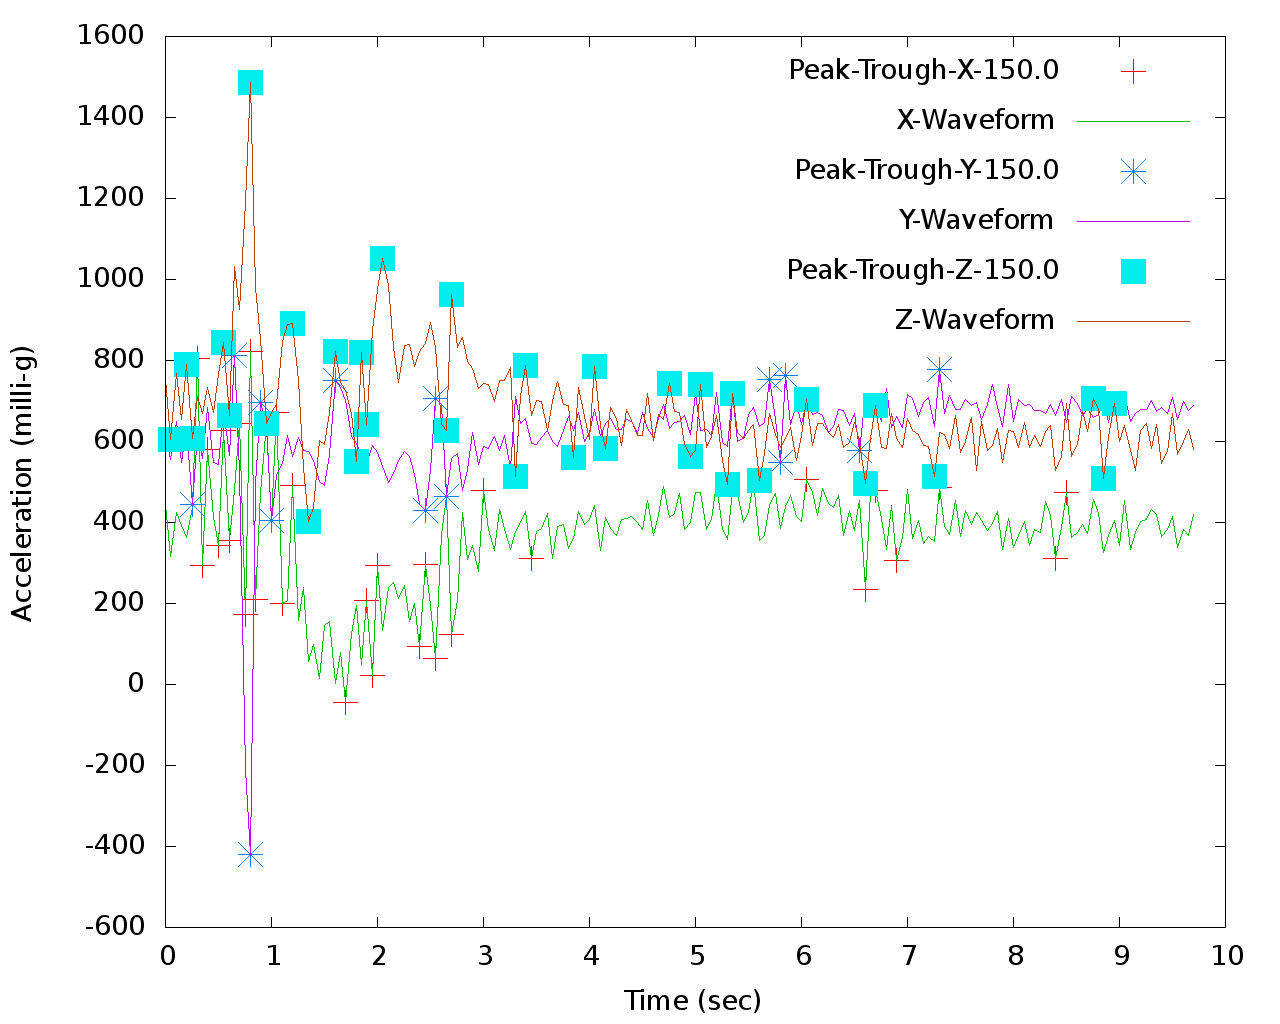 1600
1400
1200
1000
800
600
400
200
0
-200
-400
-600
0 1 2 3 4 5 6 7 8 9 10
Time (sec)
Acceleration (milli-g)
Peak-Trough-X-150.0
X-Waveform
Peak-Trough-Y-150.0
Y-Waveform
Peak-Trough-Z-150.0
Z-Waveform